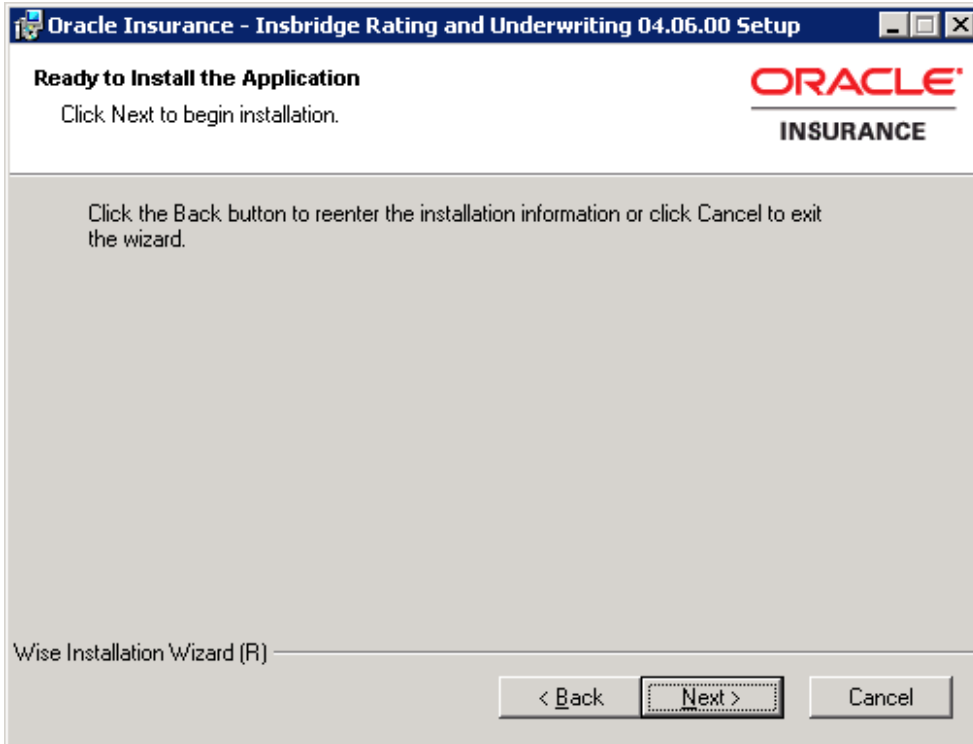 Oracle Insurance - Insbridge Rating and Underwriting 04.06.00 Setup
Ready to Install the Application
Click Next to begin installation.
ORACLE
INSURANCE
Click the Back button to reenter the installation information or click Cancel to exit
the wizard.
Wise Installation Wizard (R)
< Back
Next >
Cancel